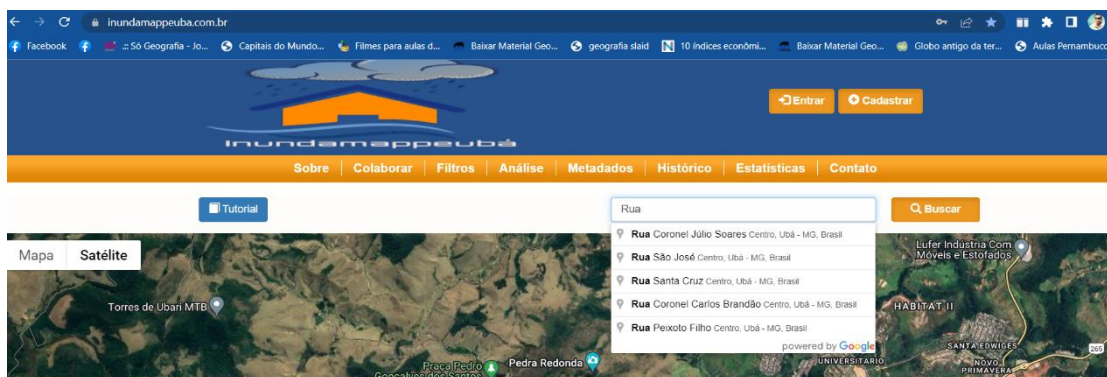 inundamappeuba.com.br
Facebook .:: Só Geografia - Jo... Capitais do Mundo... Filmes para aulas d... Baixar Material Geo... geografia slaid 10 índices econômi... Baixar Material Geo... Globo antigo da ter... Aulas Pernambuco
Entrar Cadastrar
Inundamappeubá
Sobre Colaborar Filtros Análise Metadados Histórico Estatísticas Contato
Tutorial Rua Buscar
Mapa Satélite
Rua Coronel Júlio Soares Centro, Ubá - MG, Brasil
Rua São José Centro, Ubá - MG, Brasil
Rua Santa Cruz Centro, Ubá - MG, Brasil
Rua Coronel Carlos Brandão Centro, Ubá - MG, Brasil
Rua Peixoto Filho Centro, Ubá - MG, Brasil
powered by Google
Lufer Indústria Com
Móveis e Estofados
Torres de Ubari MTB
HABITAT II
SANTA EDWIGES
265
Praça Pedro
Gonçalves dos Santos
Pedra Redonda
UNIVERSITÁRIO
NOVO
PRIMAVERA